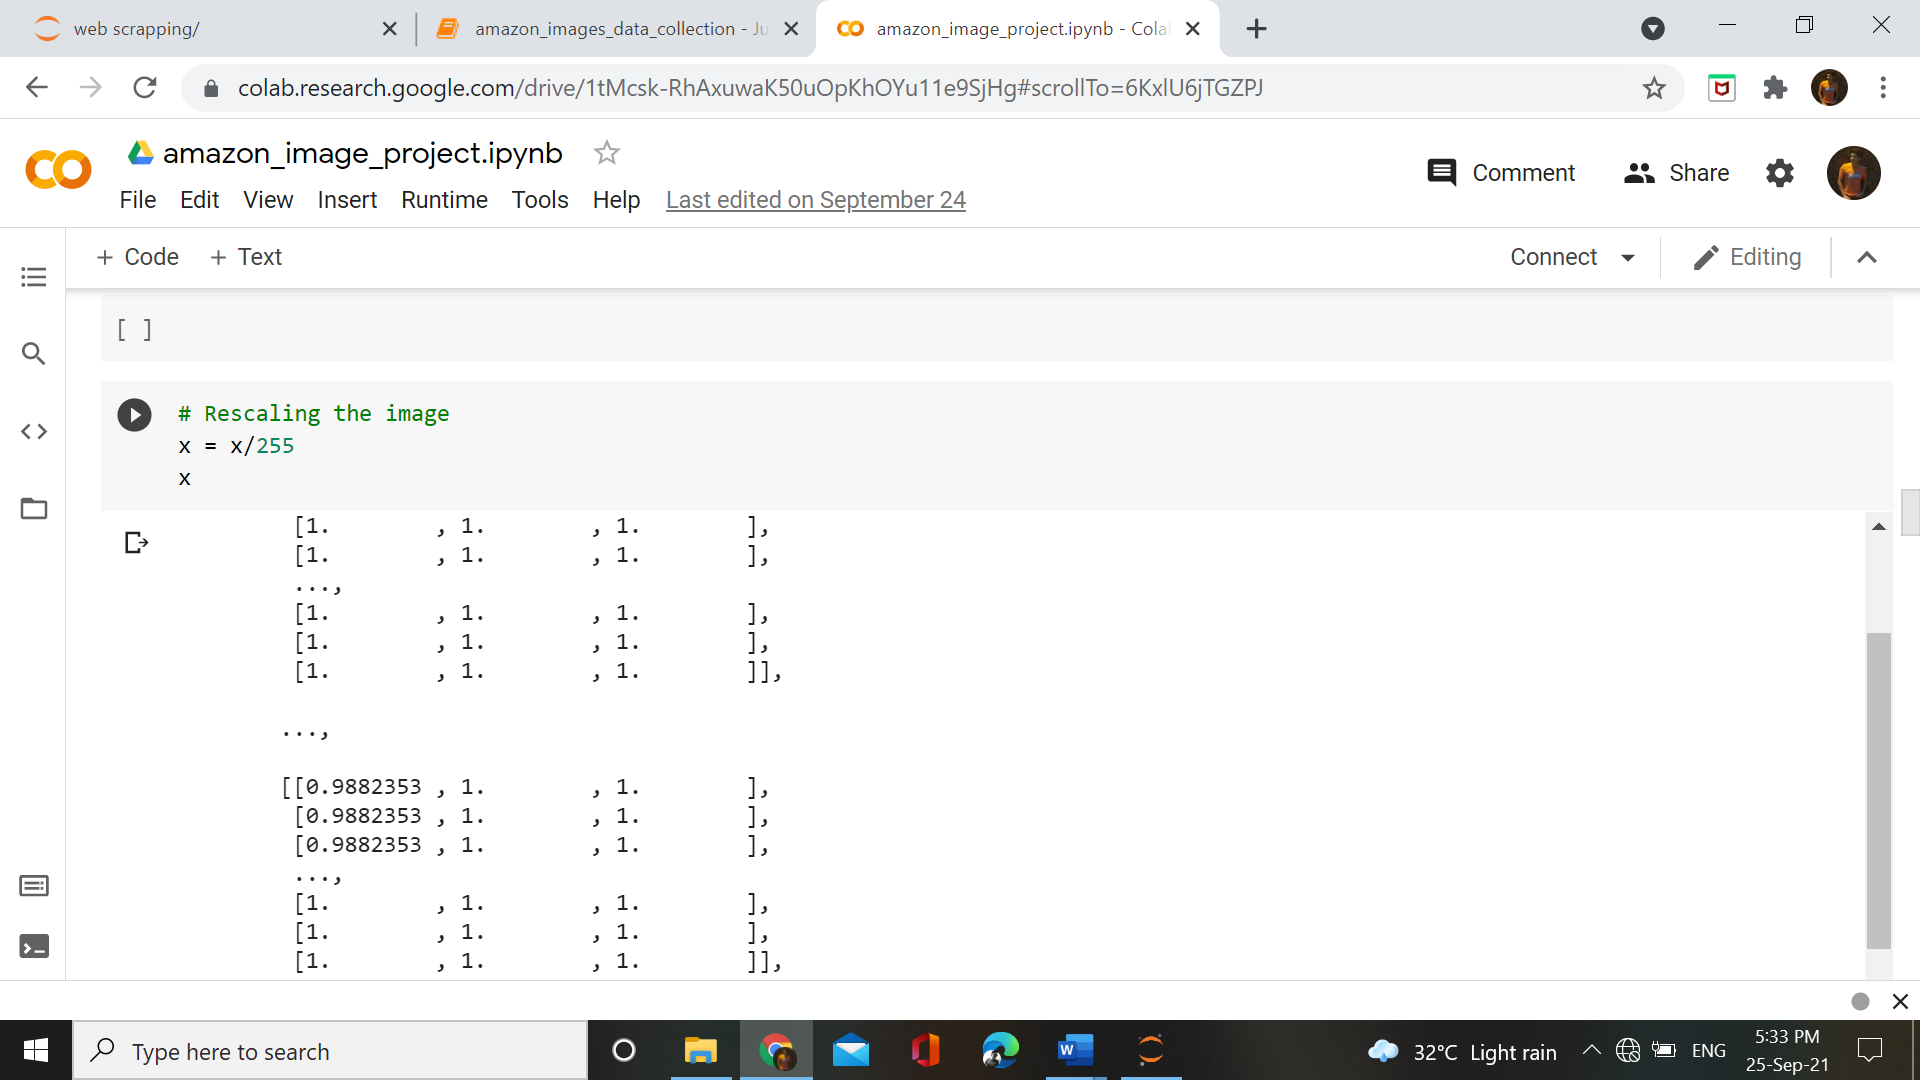 web scrapping/
amazon_images_data_collection - Ju
amazon_image_project.ipynb - Cola
colab.research.google.com/drive/1tMcsk-RhAxuwaK50uOpKhOYu11e9SjHg#scrollTo=6KxlU6jTGZPJ
amazon_image_project.ipynb
Comment
Share
File Edit View Insert Runtime Tools Help Last edited on September 24
+ Code + Text
Connect
Editing
[ ]
# Rescaling the image
x = x/255
x
[1. , 1. , 1. ],
[1. , 1. , 1. ],
...,
[1. , 1. , 1. ],
[1. , 1. , 1. ],
[1. , 1. , 1. ]],
...,
[[0.9882353 , 1. , 1. ],
[0.9882353 , 1. , 1. ],
[0.9882353 , 1. , 1. ],
...,
[1. , 1. , 1. ],
[1. , 1. , 1. ],
[1. , 1. , 1. ]],
Type here to search
32°C Light rain
ENG
5:33 PM
25-Sep-21